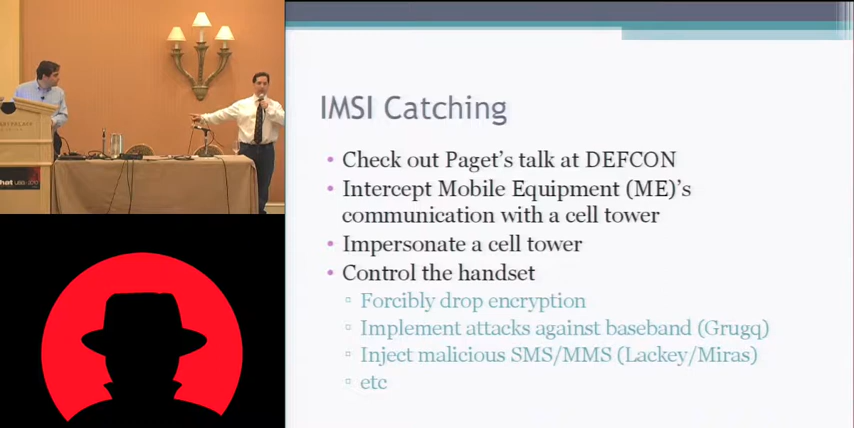 IMSI Catching
• Check out Paget's talk at DEFCON
• Intercept Mobile Equipment (ME)'s
communication with a cell tower
• Impersonate a cell tower
• Control the handset
▫ Forcibly drop encryption
▫ Implement attacks against baseband (Grugq)
▫ Inject malicious SMS/MMS (Lackey/Miras)
▫ etc